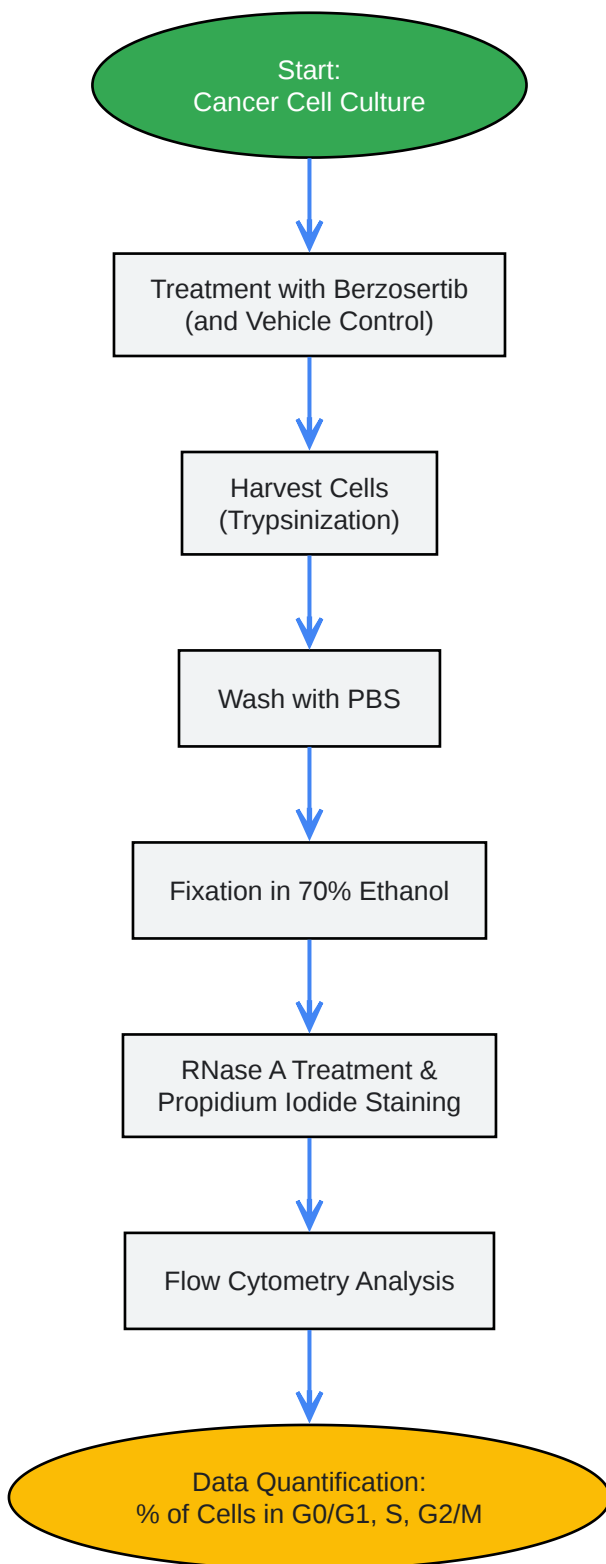 Start:
Cancer Cell Culture
Treatment with Berzosertib
(and Vehicle Control)
Harvest Cells
(Trypsinization)
Wash with PBS
Fixation in 70% Ethanol
RNase A Treatment &
Propidium Iodide Staining
Flow Cytometry Analysis
Data Quantification:
% of Cells in G0/G1, S, G2/M